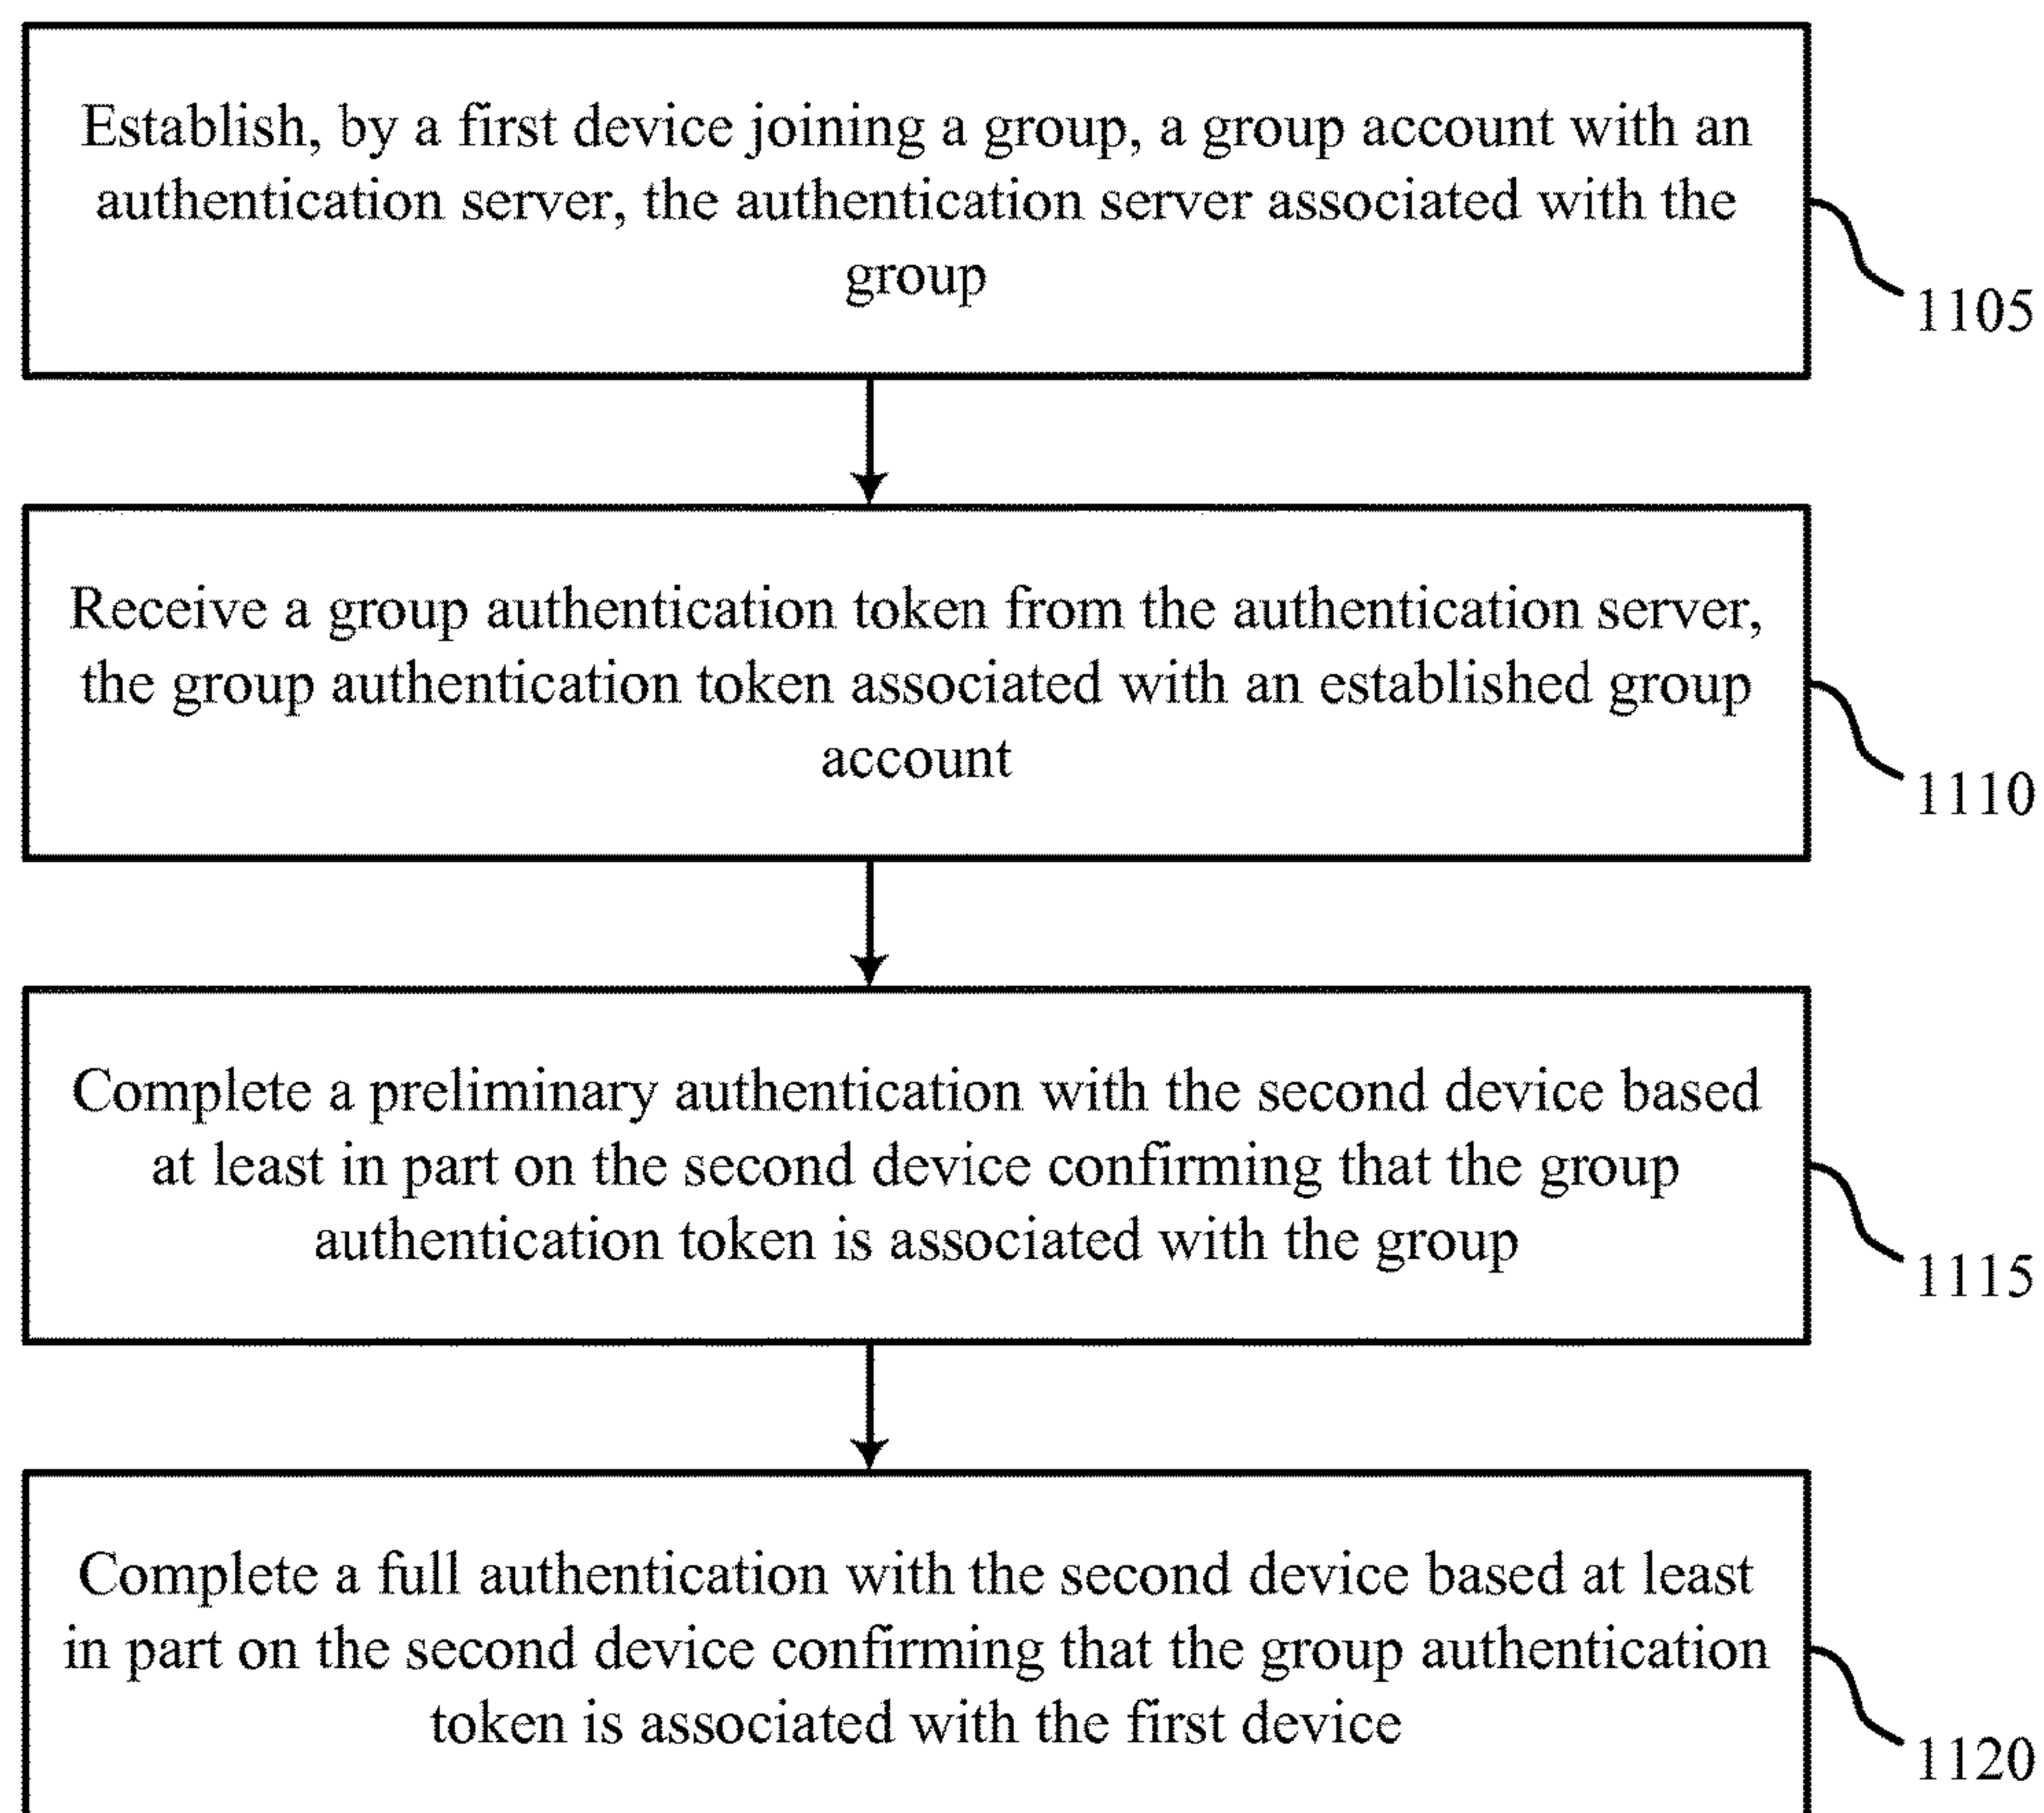 Establish, by a first device joining a group, a group account with an
authentication server, the authentication server associated with the
group
1105
Receive a group authentication token from the authentication server,
the group authentication token associated with an established group
account
1110
Complete a preliminary authentication with the second device based
at least in part on the second device confirming that the group
authentication token is associated with the group
1115
Complete a full authentication with the second device based at least
in part on the second device confirming that the group authentication
token is associated with the first device
1120